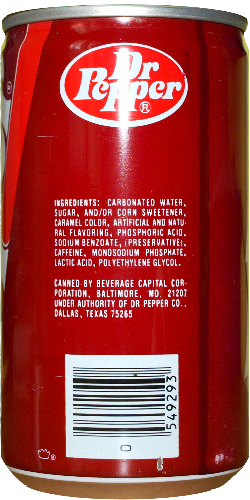 Dr
Pepper
®
INGREDIENTS: CARBONATED WATER,
SUGAR, AND/OR CORN SWEETENER,
CARAMEL COLOR, ARTIFICIAL AND NATU-
RAL FLAVORING, PHOSPHORIC ACID,
SODIUM BENZOATE, (PRESERVATIVE),
CAFFEINE, MONOSODIUM PHOSPHATE,
LACTIC ACID, POLYETHYLENE GLYCOL.
CANNED BY BEVERAGE CAPITAL COR-
PORATION, BALTIMORE, MD. 21207
UNDER AUTHORITY OF DR PEPPER CO.,
DALLAS, TEXAS 75265
549293
0
®